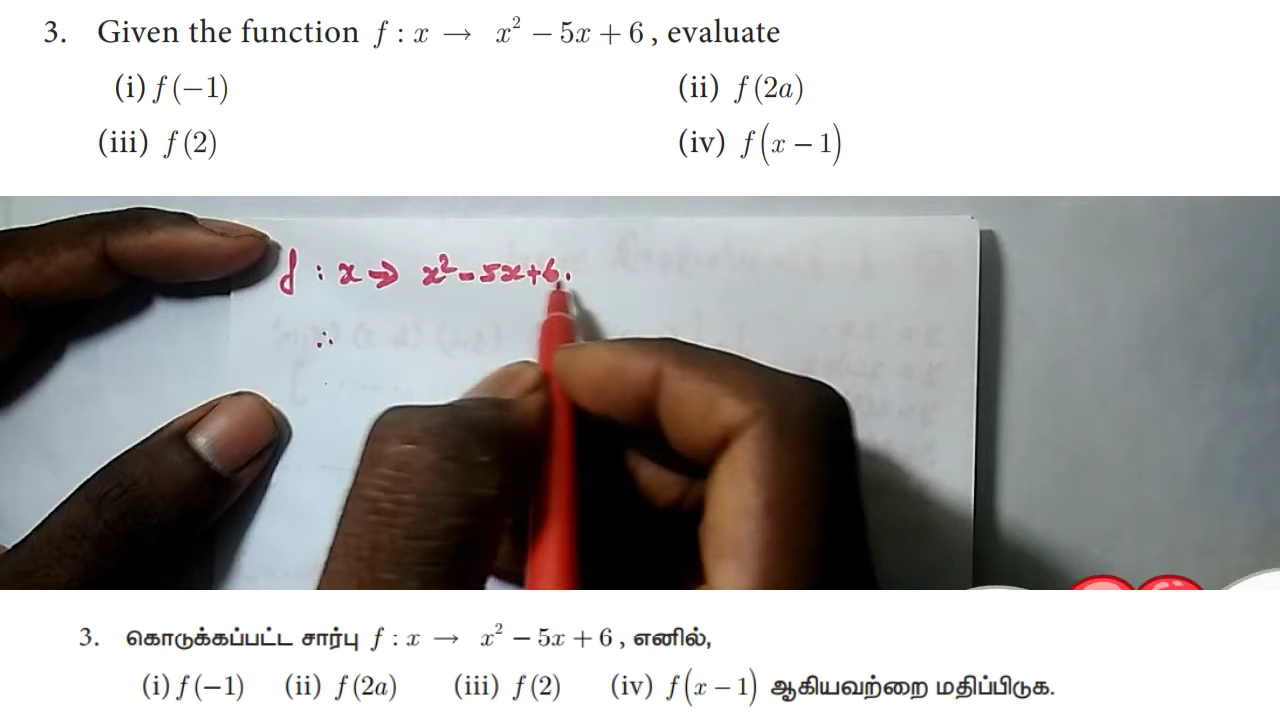 3. Given the function f : x → x² − 5x + 6 , evaluate
(i) f(−1) (ii) f(2a)
(iii) f(2) (iv) f(x − 1)
f : x → x² - 5x + 6.
∴
3. கொடுக்கப்பட்ட சார்பு f : x → x² − 5x + 6 , எனில்,
(i) f(−1) (ii) f(2a) (iii) f(2) (iv) f(x − 1) ஆகியவற்றை மதிப்பிடுக.